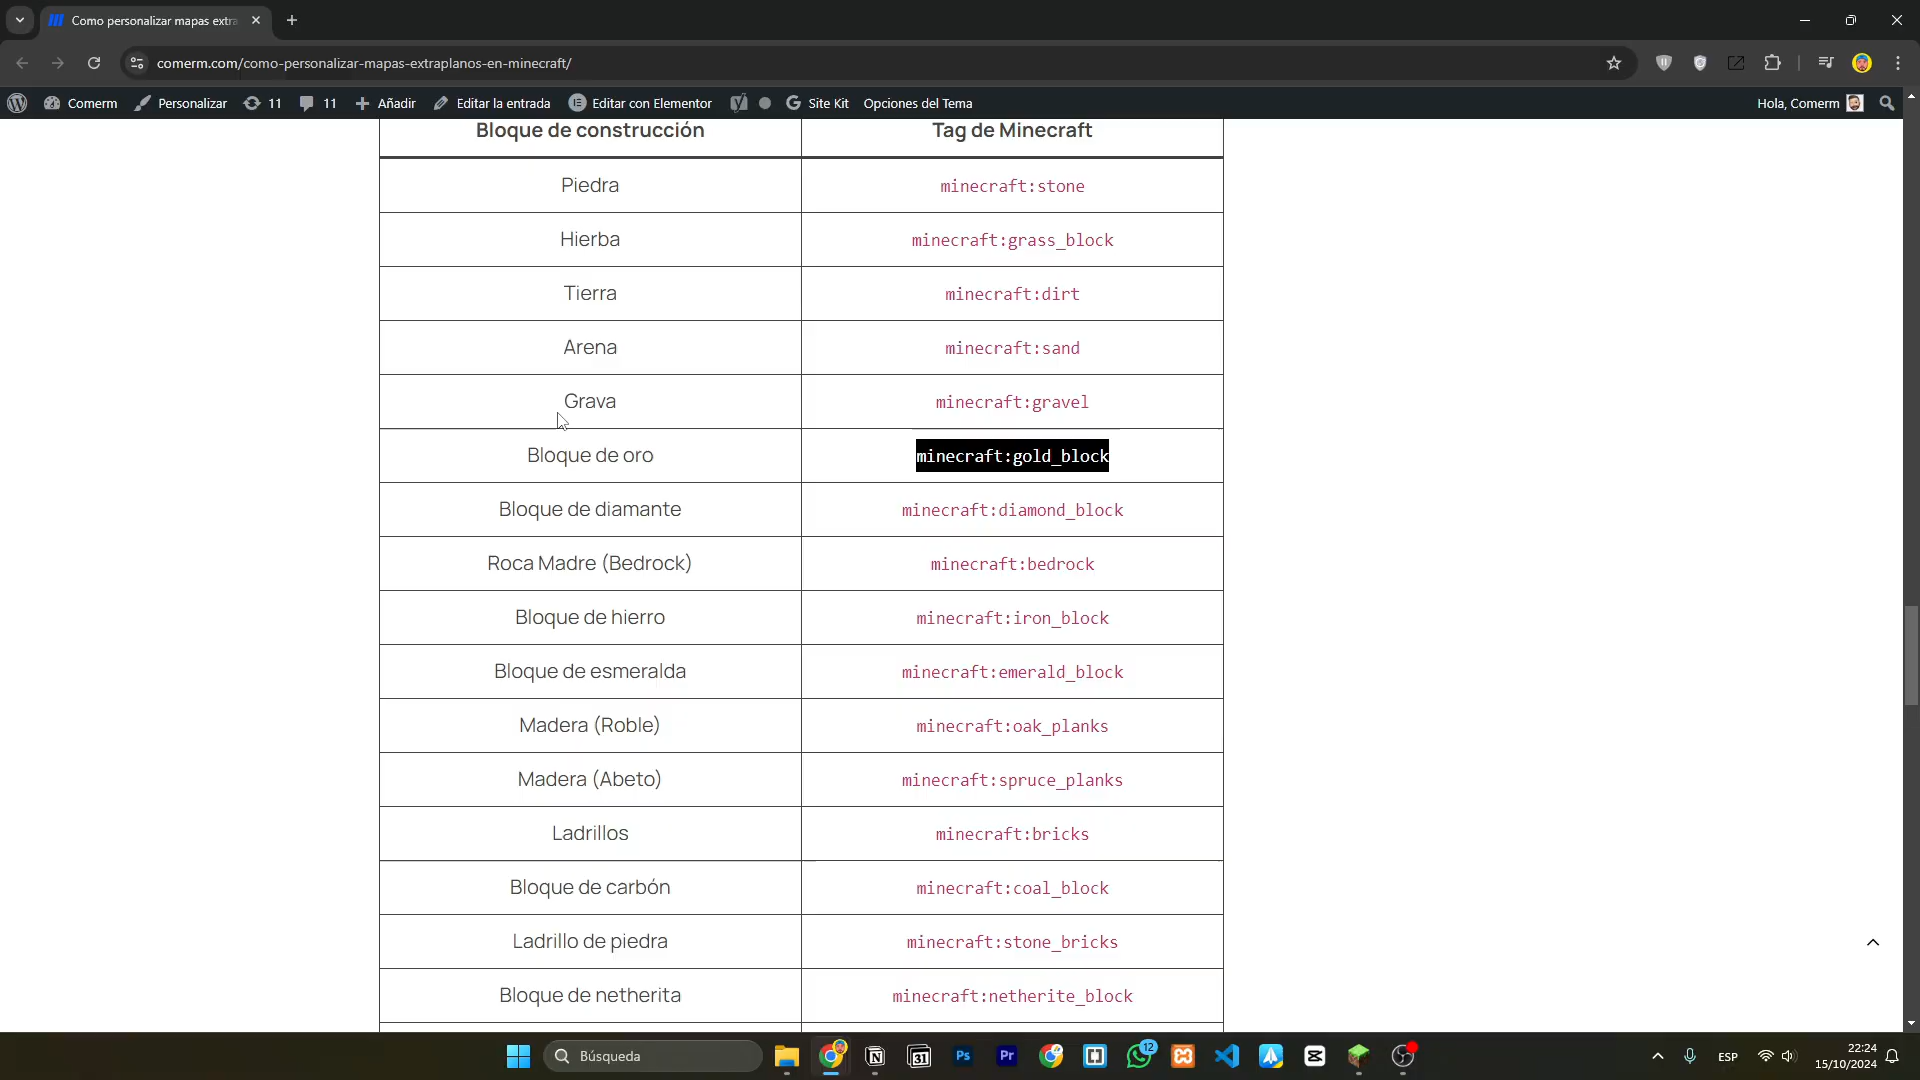 Como personalizar mapas extra
comerm.com/como-personalizar-mapas-extraplanos-en-minecraft/
Comerm Personalizar 11 11 Añadir Editar la entrada Editar con Elementor Site Kit Opciones del Tema Hola, Comerm
Bloque de construcción Tag de Minecraft
Piedra minecraft:stone
Hierba minecraft:grass_block
Tierra minecraft:dirt
Arena minecraft:sand
Grava minecraft:gravel
Bloque de oro minecraft:gold_block
Bloque de diamante minecraft:diamond_block
Roca Madre (Bedrock) minecraft:bedrock
Bloque de hierro minecraft:iron_block
Bloque de esmeralda minecraft:emerald_block
Madera (Roble) minecraft:oak_planks
Madera (Abeto) minecraft:spruce_planks
Ladrillos minecraft:bricks
Bloque de carbón minecraft:coal_block
Ladrillo de piedra minecraft:stone_bricks
Bloque de netherita minecraft:netherite_block
Búsqueda 31 Ps Pr 12 ESP 22:24
15/10/2024